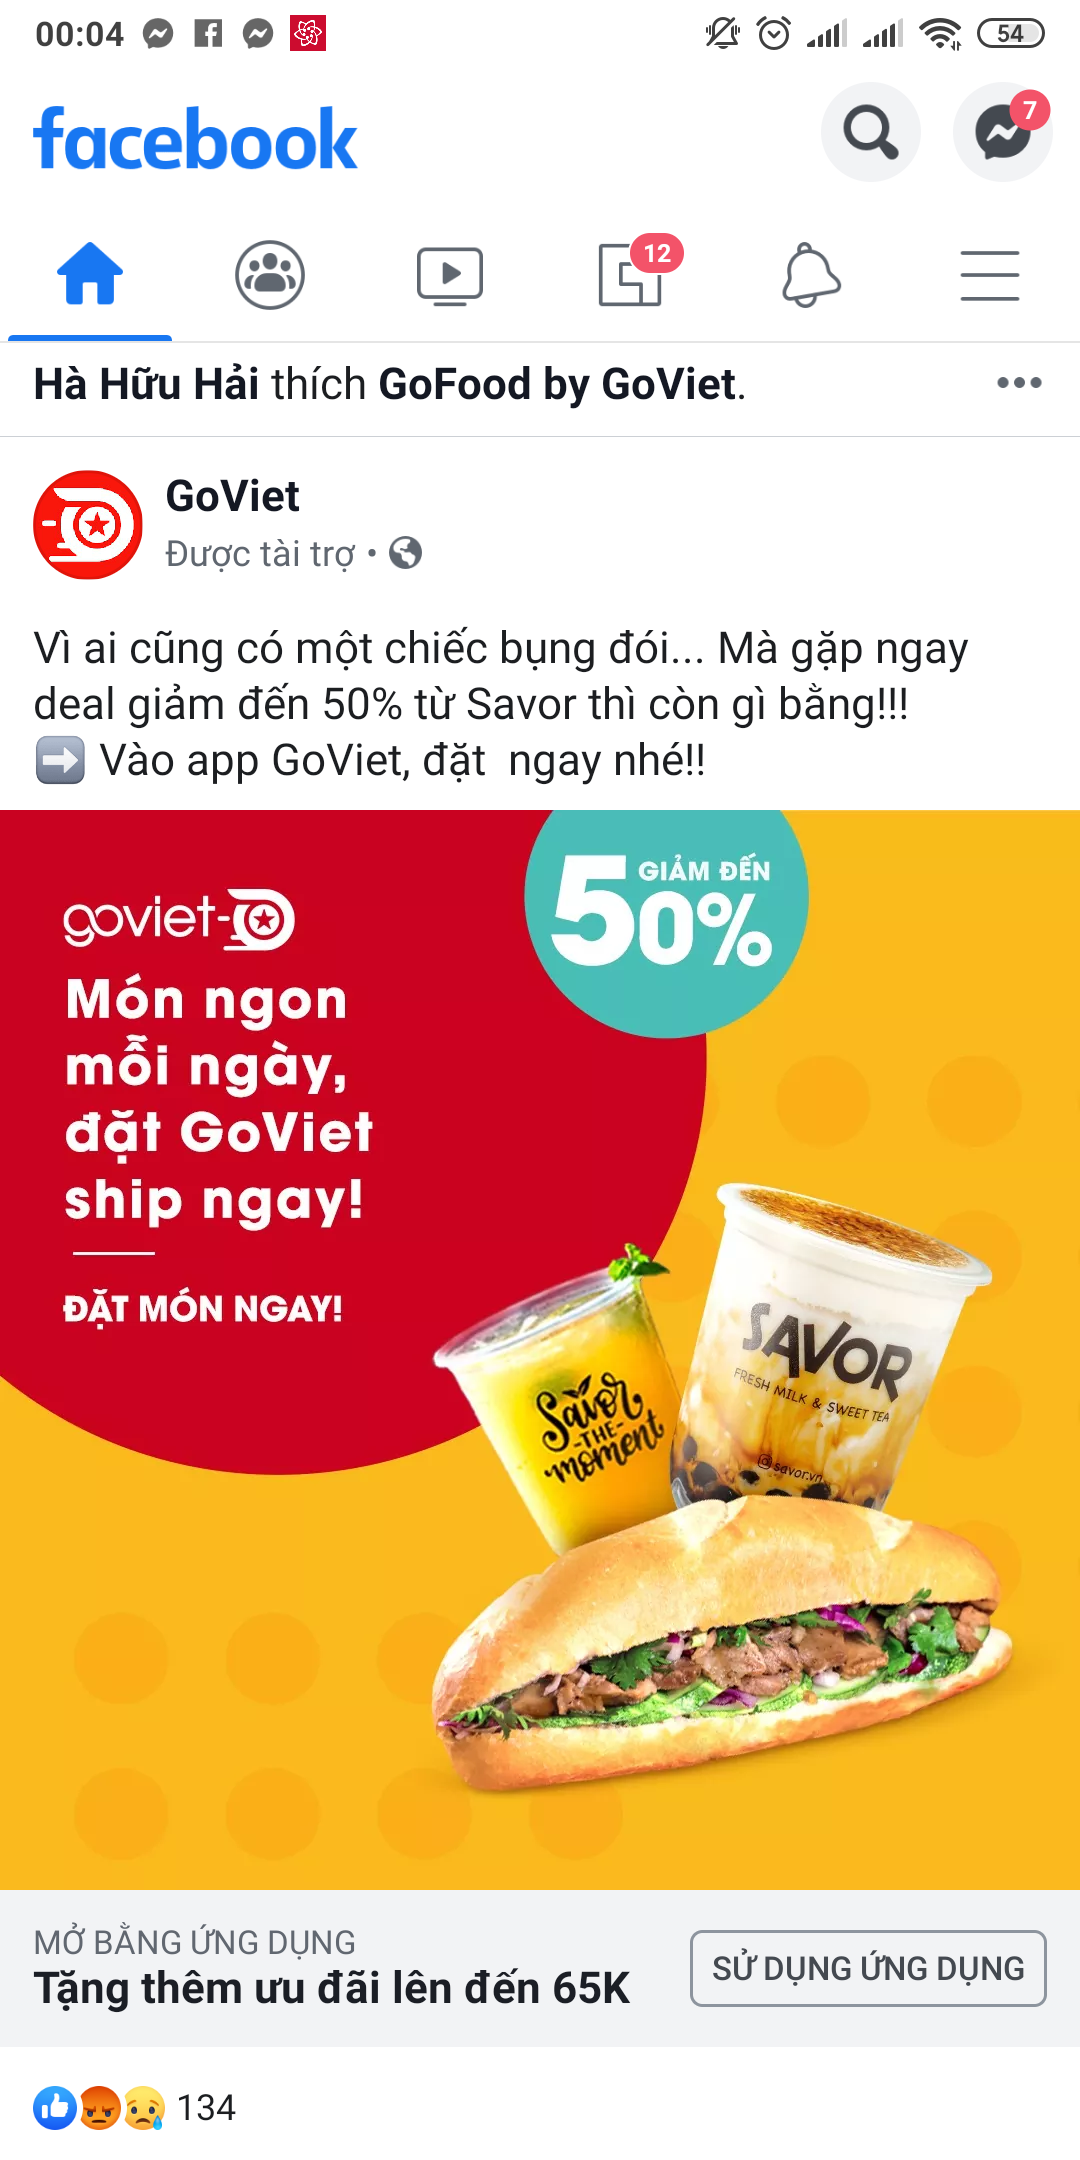 00:04
54
facebook
7
12
Hà Hữu Hải thích GoFood by GoViet.
GoViet
Được tài trợ •
Vì ai cũng có một chiếc bụng đói... Mà gặp ngay
deal giảm đến 50% từ Savor thì còn gì bằng!!!
➡️ Vào app GoViet, đặt  ngay nhé!!
GIẢM ĐẾN
50%
goviet-
Món ngon
mỗi ngày,
đặt GoViet
ship ngay!
ĐẶT MÓN NGAY!
SAVOR
FRESH MILK & SWEET TEA
savor.vn
Savor
-THE-
moment
MỞ BẰNG ỨNG DỤNG
Tặng thêm ưu đãi lên đến 65K
SỬ DỤNG ỨNG DỤNG
134